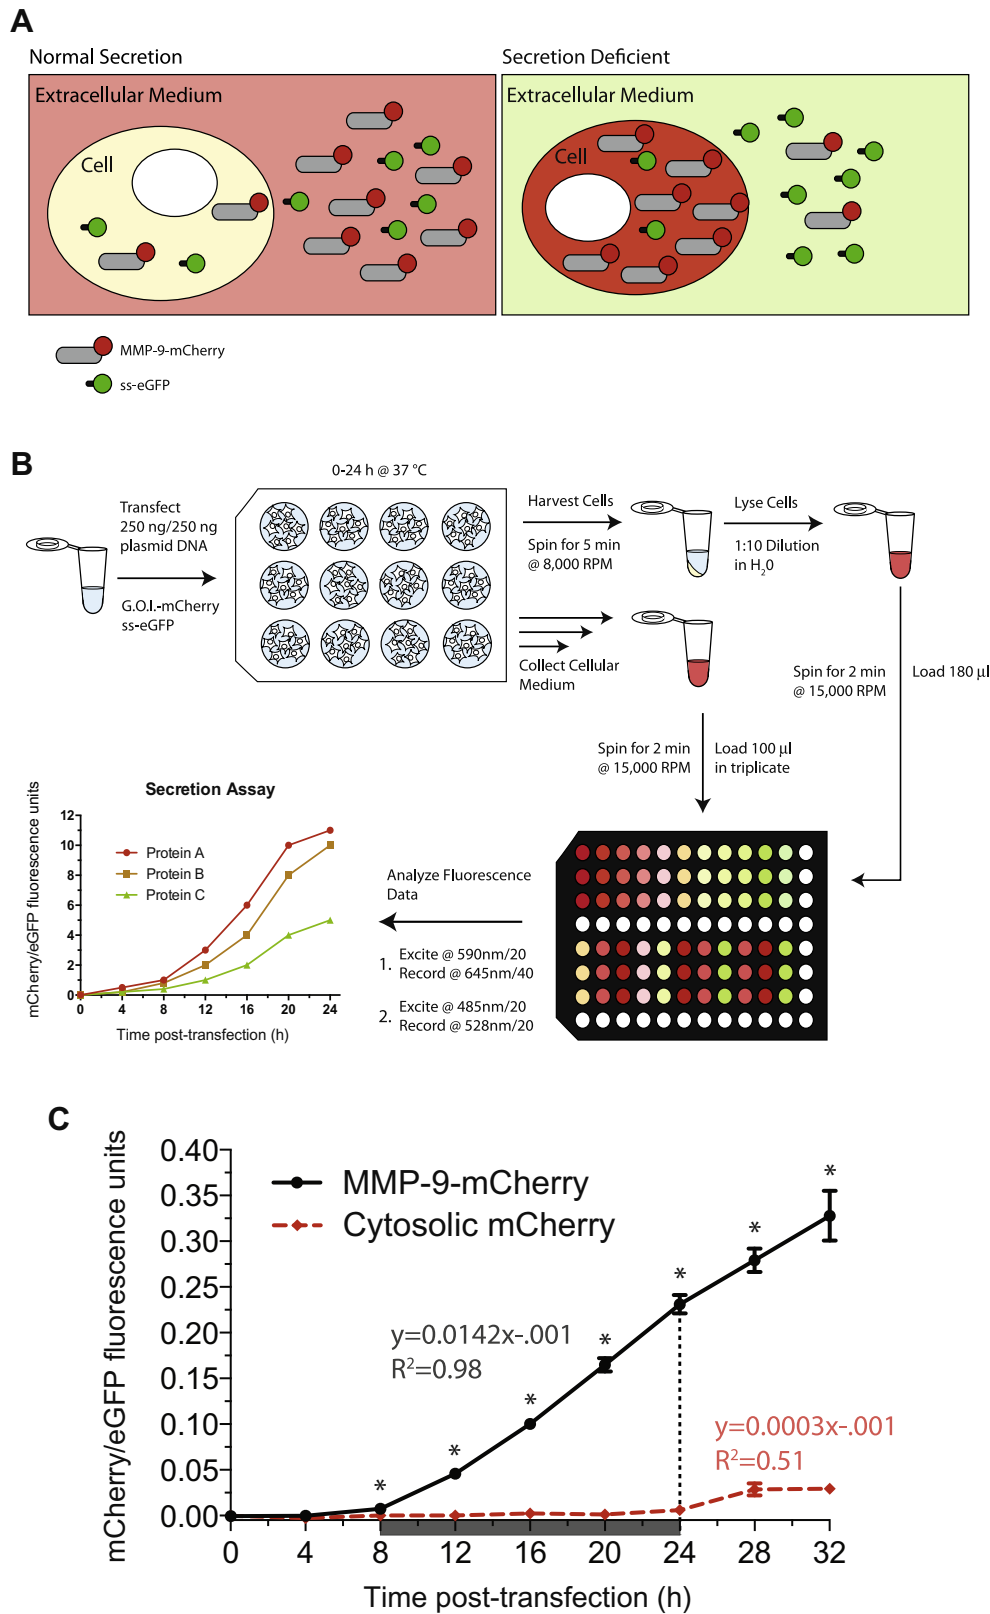 A
Normal Secretion
Extracellular Medium
Cell
Secretion Deficient
Extracellular Medium
Cell
MMP-9-mCherry
ss-eGFP
B
0-24 h @ 37 °C
Transfect
250 ng/250 ng
plasmid DNA
G.O.I.-mCherry
ss-eGFP
Harvest Cells
Spin for 5 min
@ 8,000 RPM
Lyse Cells
1:10 Dilution
in H2O
Collect Cellular
Medium
Spin for 2 min
@ 15,000 RPM
Load 180 µl
Spin for 2 min
@ 15,000 RPM
Load 100 µl
in triplicate
Analyze Fluorescence
Data
1. Excite @ 590nm/20
Record @ 645nm/40
2. Excite @ 485nm/20
Record @ 528nm/20
Secretion Assay
mCherry/eGFP fluorescence units
12
10
8
6
4
2
0
Protein A
Protein B
Protein C
0 4 8 12 16 20 24
Time post-transfection (h)
C
mCherry/eGFP fluorescence units
0.40
0.35
0.30
0.25
0.20
0.15
0.10
0.05
0.00
MMP-9-mCherry
Cytosolic mCherry
y=0.0142x-.001
R²=0.98
y=0.0003x-.001
R²=0.51
* * * * * * *
0 4 8 12 16 20 24 28 32
Time post-transfection (h)